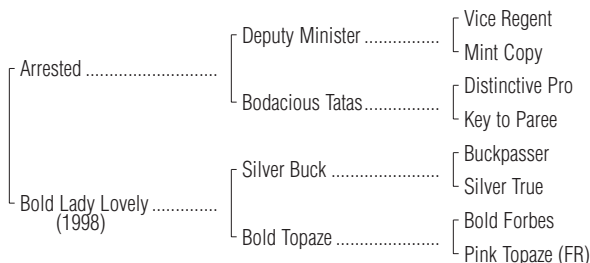 Vice Regent
Deputy Minister ................
Mint Copy
Arrested ............................
Distinctive Pro
Bodacious Tatas................
Key to Paree
Buckpasser
Silver Buck .......................
Silver True
Bold Lady Lovely ..............
(1998)
Bold Forbes
Bold Topaze ......................
Pink Topaze (FR)